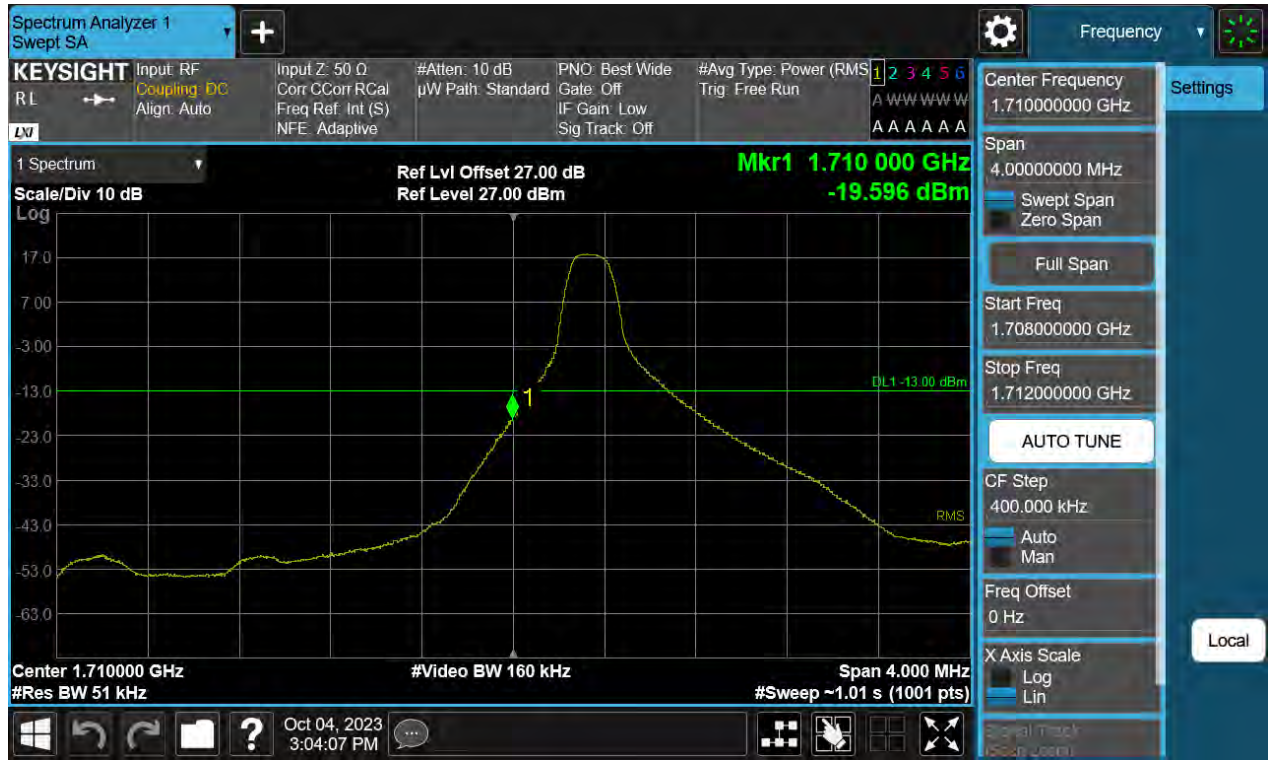 Spectrum Analyzer 1
Swept SA
+
Frequency
KEYSIGHT
RL
LXI
Input: RF
Coupling: DC
Align: Auto
Input Z: 50 Ω
Corr CCorr RCal
Freq Ref: Int (S)
NFE: Adaptive
#Atten: 10 dB
µW Path: Standard
PNO: Best Wide
Gate: Off
IF Gain: Low
Sig Track: Off
#Avg Type: Power (RMS
Trig: Free Run
1 2 3 4 5 6
A W W W W W
A A A A A A
1 Spectrum
Scale/Div 10 dB
Log
Ref Lvl Offset 27.00 dB
Ref Level 27.00 dBm
Mkr1 1.710 000 GHz
-19.596 dBm
17.0
7.00
-3.00
-13.0
-23.0
-33.0
-43.0
-53.0
-63.0
1
DL1 -13.00 dBm
RMS
Center 1.710000 GHz
#Res BW 51 kHz
#Video BW 160 kHz
Span 4.000 MHz
#Sweep ~1.01 s (1001 pts)
Center Frequency
1.710000000 GHz
Span
4.00000000 MHz
Swept Span
Zero Span
Full Span
Start Freq
1.708000000 GHz
Stop Freq
1.712000000 GHz
AUTO TUNE
CF Step
400.000 kHz
Auto
Man
Freq Offset
0 Hz
X Axis Scale
Log
Lin
Signal Track
(Span Zoom)
Settings
Local
?
Oct 04, 2023
3:04:07 PM